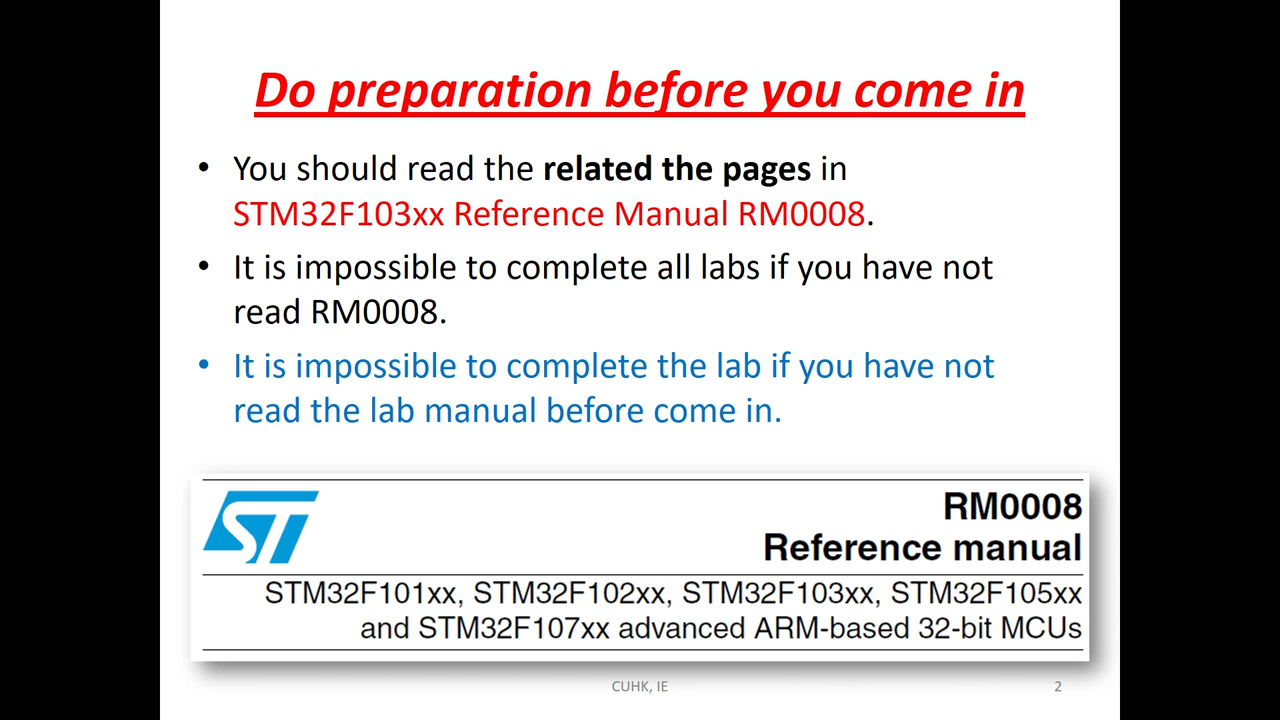 Do preparation before you come in
• You should read the related the pages in
STM32F103xx Reference Manual RM0008.
• It is impossible to complete all labs if you have not
read RM0008.
• It is impossible to complete the lab if you have not
read the lab manual before come in.
ST
RM0008
Reference manual
STM32F101xx, STM32F102xx, STM32F103xx, STM32F105xx
and STM32F107xx advanced ARM-based 32-bit MCUs
CUHK, IE
2